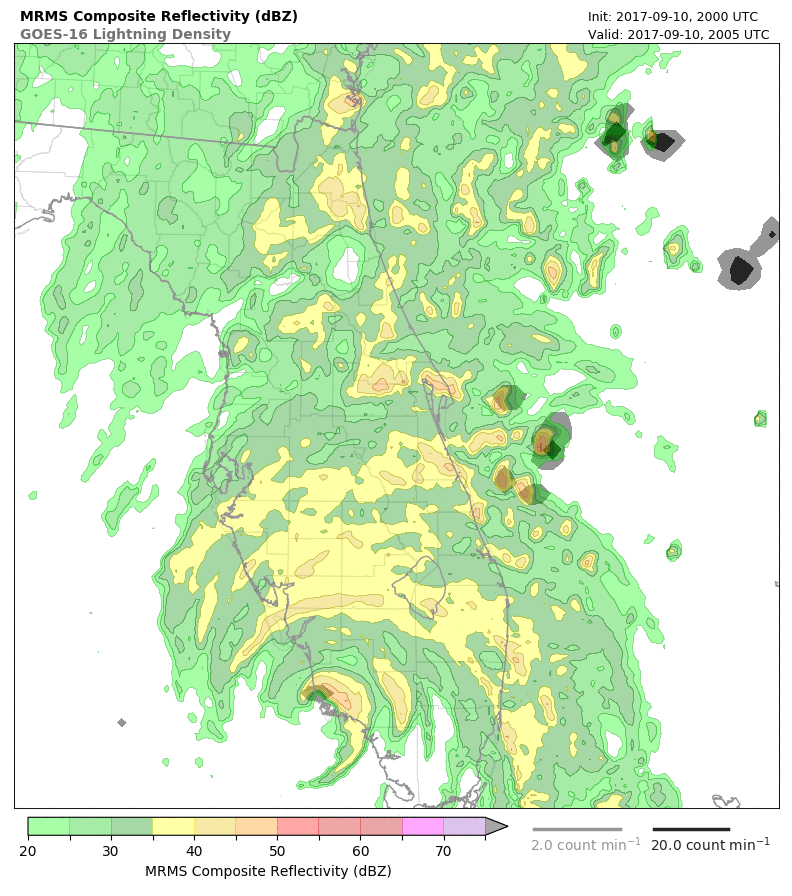 MRMS Composite Reflectivity (dBZ)
GOES-16 Lightning Density
Init: 2017-09-10, 2000 UTC
Valid: 2017-09-10, 2005 UTC
20 30 40 50 60 70
MRMS Composite Reflectivity (dBZ)
2.0 count min⁻¹
20.0 count min⁻¹